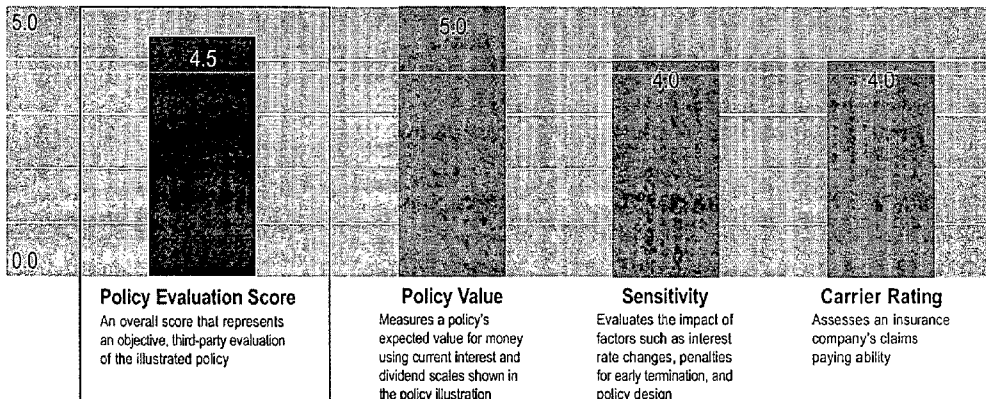 5.0
4.5
5.0
4.0
4.0
0.0
Policy Evaluation Score
An overall score that represents
an objective, third-party evaluation
of the illustrated policy
Policy Value
Measures a policy's
expected value for money
using current interest and
dividend scales shown in
the policy illustration
Sensitivity
Evaluates the impact of
factors such as interest
rate changes, penalties
for early termination, and
policy design
Carrier Rating
Assesses an insurance
company's claims
paying ability